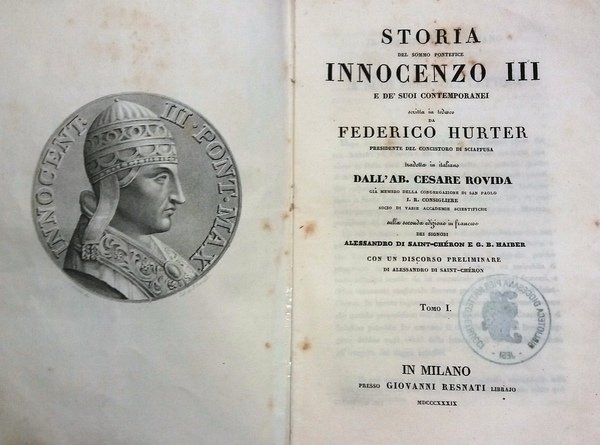 INNOCENT· III · PONT· MAX
STORIA
DEL SOMMO PONTEFICE
INNOCENZO III
E DE' SUOI CONTEMPORANEI
scritta in tedesco
DA
FEDERICO HURTER
PRESIDENTE DEL CONCISTORO DI SCIAFFUSA
tradotta in italiano
DALL'AB. CESARE ROVIDA
GIÀ MEMBRO DELLA CONGREGAZIONE DI SAN PAOLO
I. R. CONSIGLIERE
SOCIO DI VARIE ACCADEMIE SCIENTIFICHE
sulla seconda edizione in francese
DEI SIGNORI
ALESSANDRO DI SAINT-CHÉRON E G. B. HAIBER
CON UN DISCORSO PRELIMINARE
DI ALESSANDRO DI SAINT-CHÉRON
TOMO I.
IN MILANO
PRESSO GIOVANNI RESNATI LIBRAJO
MDCCCXXXIX